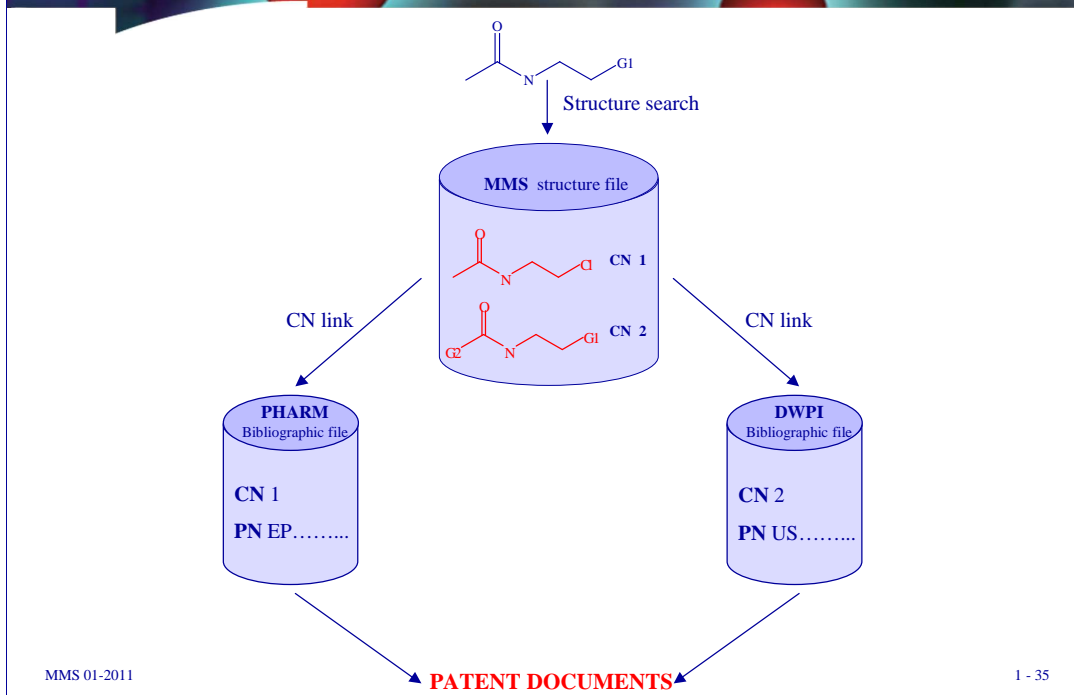 O
N
G1
Structure search
MMS structure file
O
N
Cl
CN 1
O
G2
N
G1
CN 2
CN link
CN link
PHARM
Bibliographic file
CN 1
PN EP……...
DWPI
Bibliographic file
CN 2
PN US……...
MMS 01-2011
PATENT DOCUMENTS
1 - 35